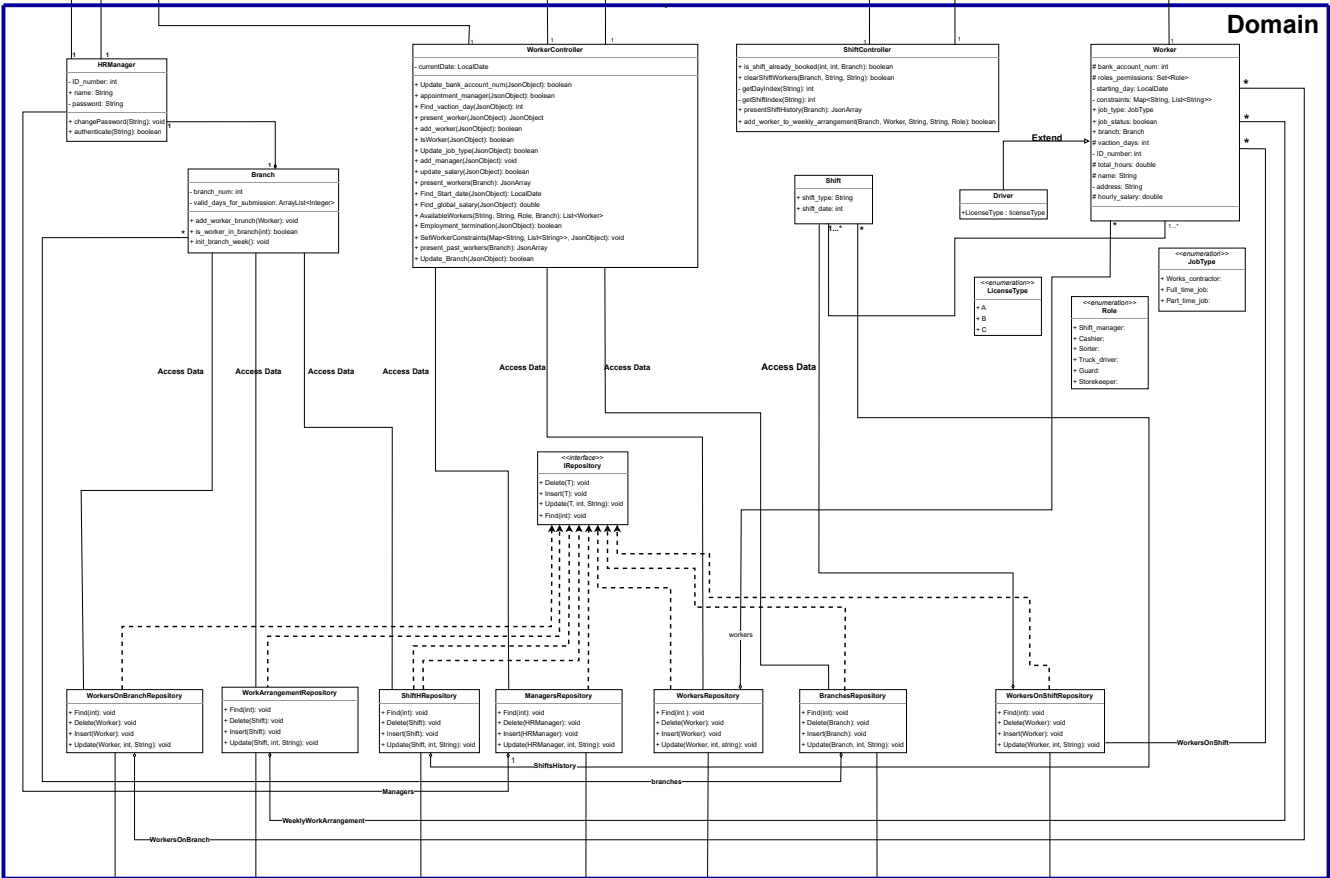 Domain
1
1
1
1
1
1
1
HRManager
- ID_number: int
+ name: String
- password: String
+ changePassword(String): void
+ authenticate(String): boolean
1
1
Branch
- branch_num: int
- valid_days_for_submission: ArrayList<Integer>
+ add_worker_brunch(Worker): void
+ is_worker_in_branch(int): boolean
+ init_branch_week(): void
*
WorkerController
- currentDate: LocalDate
+ Update_bank_account_num(JsonObject): boolean
+ appointment_manager(JsonObject): boolean
+ Find_vaction_day(JsonObject): int
+ present_worker(JsonObject): JsonObject
+ add_worker(JsonObject): boolean
+ IsWorker(JsonObject): boolean
+ Update_job_type(JsonObject): boolean
+ add_manager(JsonObject): void
+ update_salary(JsonObject): boolean
+ present_workers(Branch): JsonArray
+ Find_Start_date(JsonObject): LocalDate
+ Find_global_salary(JsonObject): double
+ AvailableWorkers(String, String, Role, Branch): List<Worker>
+ Employment_termination(JsonObject): boolean
+ SetWorkerConstraints(Map<String, List<String>>, JsonObject): void
+ present_past_workers(Branch): JsonArray
+ Update_Branch(JsonObject): boolean
ShiftController
+ is_shift_already_booked(int, int, Branch): boolean
+ clearShiftWorkers(Branch, String, String): boolean
- getDayIndex(String): int
- getShiftIndex(String): int
+ presentShiftHistory(Branch): JsonArray
+ add_worker_to_weekly_arrangement(Branch, Worker, String, String, Role): boolean
Worker
# bank_account_num: int
# roles_permissions: Set<Role>
- starting_day: LocalDate
- constraints: Map<String, List<String>>
+ job_type: JobType
+ job_status: boolean
+ branch: Branch
# vaction_days: int
- ID_number: int
# total_hours: double
# name: String
- address: String
# hourly_salary: double
*
*
*
*
1...*
Extend
Shift
+ shift_type: String
+ shift_date: int
1...*
*
Driver
+LicenseType : licenseType
<<enumeration>>
LicenseType
+ A
+ B
+ C
<<enumeration>>
JobType
+ Works_contractor:
+ Full_time_job:
+ Part_time_job:
<<enumeration>>
Role
+ Shift_manager:
+ Cashier:
+ Sorter:
+ Truck_driver:
+ Guard:
+ Storekeeper:
Access Data
Access Data
Access Data
Access Data
Access Data
Access Data
Access Data
<<interface>>
IRepository
+ Delete(T): void
+ Insert(T): void
+ Update(T, int, String): void
+ Find(int): void
workers
WorkersOnBranchRepository
+ Find(int): void
+ Delete(Worker): void
+ Insert(Worker): void
+ Update(Worker, int, String): void
WorkArrangementRepository
+ Find(int): void
+ Delete(Shift): void
+ Insert(Shift): void
+ Update(Shift, int, String): void
ShiftHRepository
+ Find(int): void
+ Delete(Shift): void
+ Insert(Shift): void
+ Update(Shift, int, String): void
ManagersRepository
+ Find(int): void
+ Delete(HRManager): void
+ Insert(HRManager): void
+ Update(HRManager, int, String): void
WorkersRepository
+ Find(int ): void
+ Delete(Worker): void
+ Insert(Worker): void
+ Update(Worker, int, string): void
BranchesRepository
+ Find(int): void
+ Delete(Branch): void
+ Insert(Branch): void
+ Update(Branch, int, String): void
WorkersOnShiftRepository
+ Find(int): void
+ Delete(Worker): void
+ Insert(Worker): void
+ Update(Worker, int, String): void
WorkersOnShift
1
ShiftsHistory
branches
Managers
WeeklyWorkArrangement
WorkersOnBranch